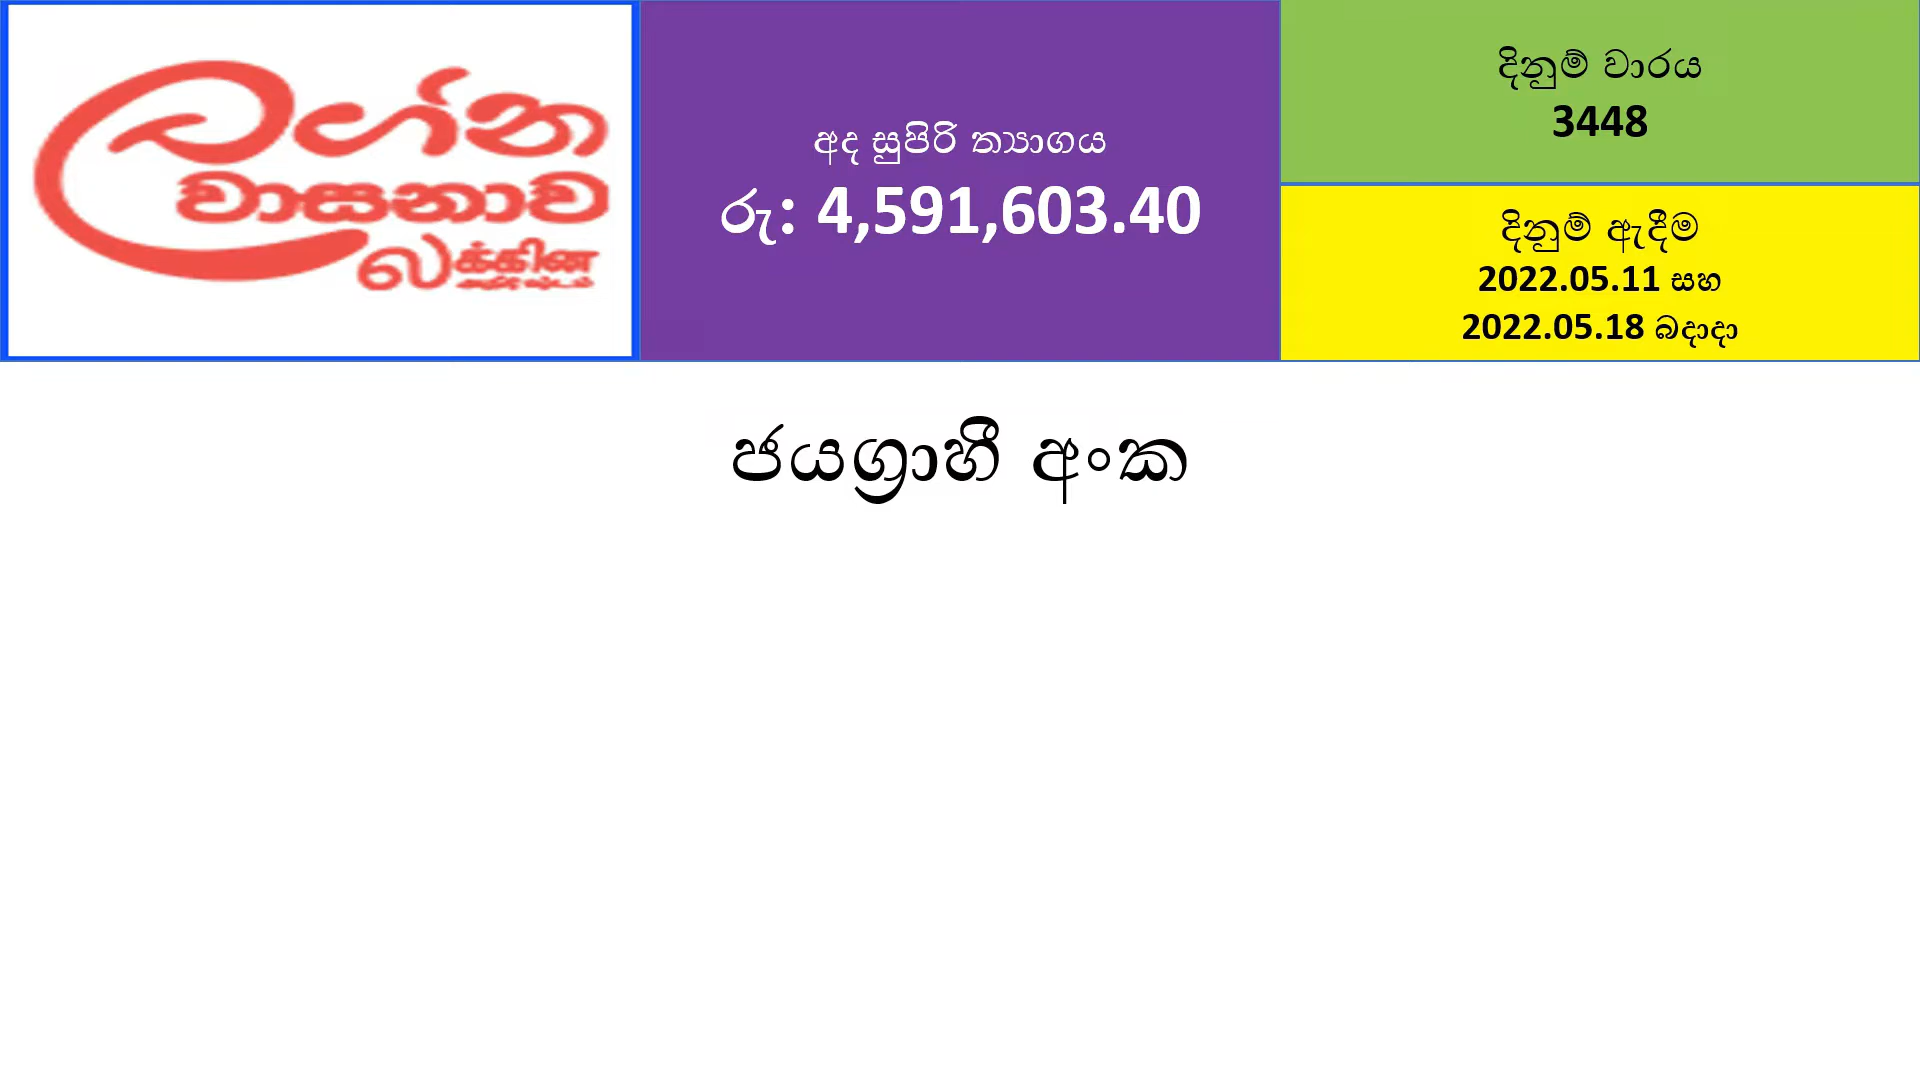 ලග්න
වාසනාව
ලක්කින
අද සුපිරි ත්‍යාගය
රු: 4,591,603.40
දිනුම් වාරය
3448
දිනුම් ඇදීම
2022.05.11 සහ
2022.05.18 බදාදා
ජයග්‍රාහී අංක